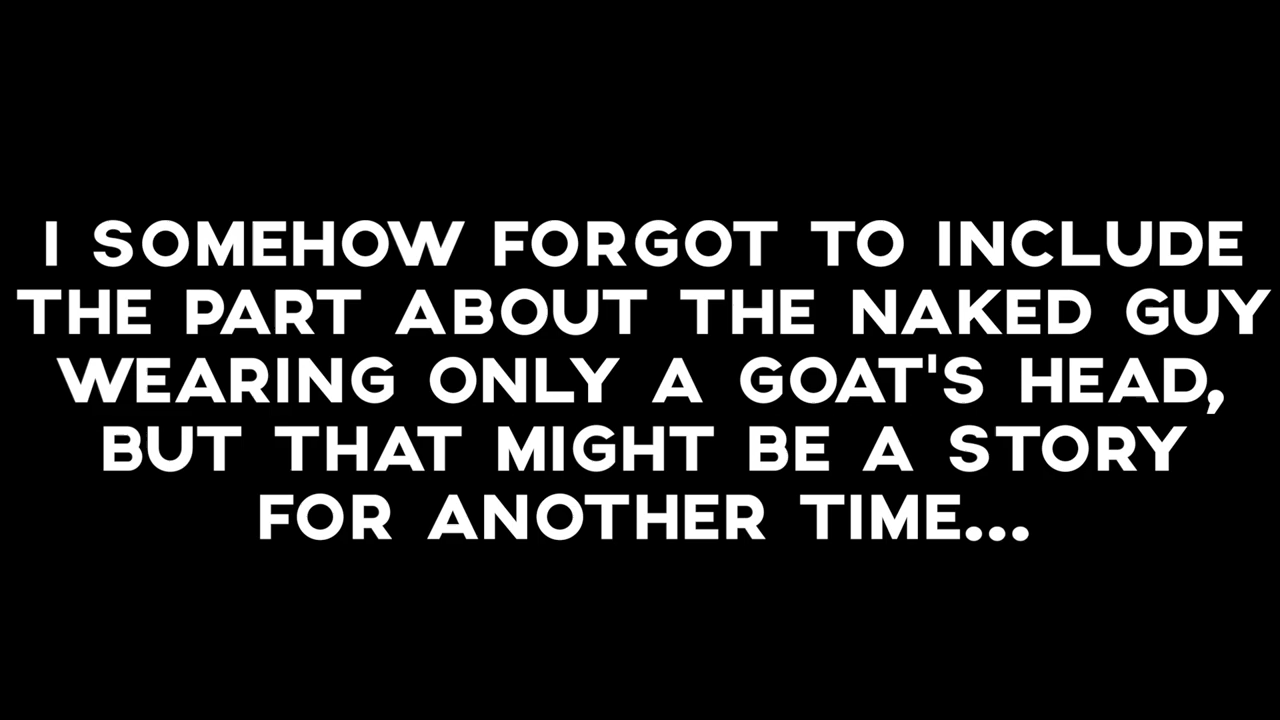 I SOMEHOW FORGOT TO INCLUDE
THE PART ABOUT THE NAKED GUY
WEARING ONLY A GOAT'S HEAD,
BUT THAT MIGHT BE A STORY
FOR ANOTHER TIME...